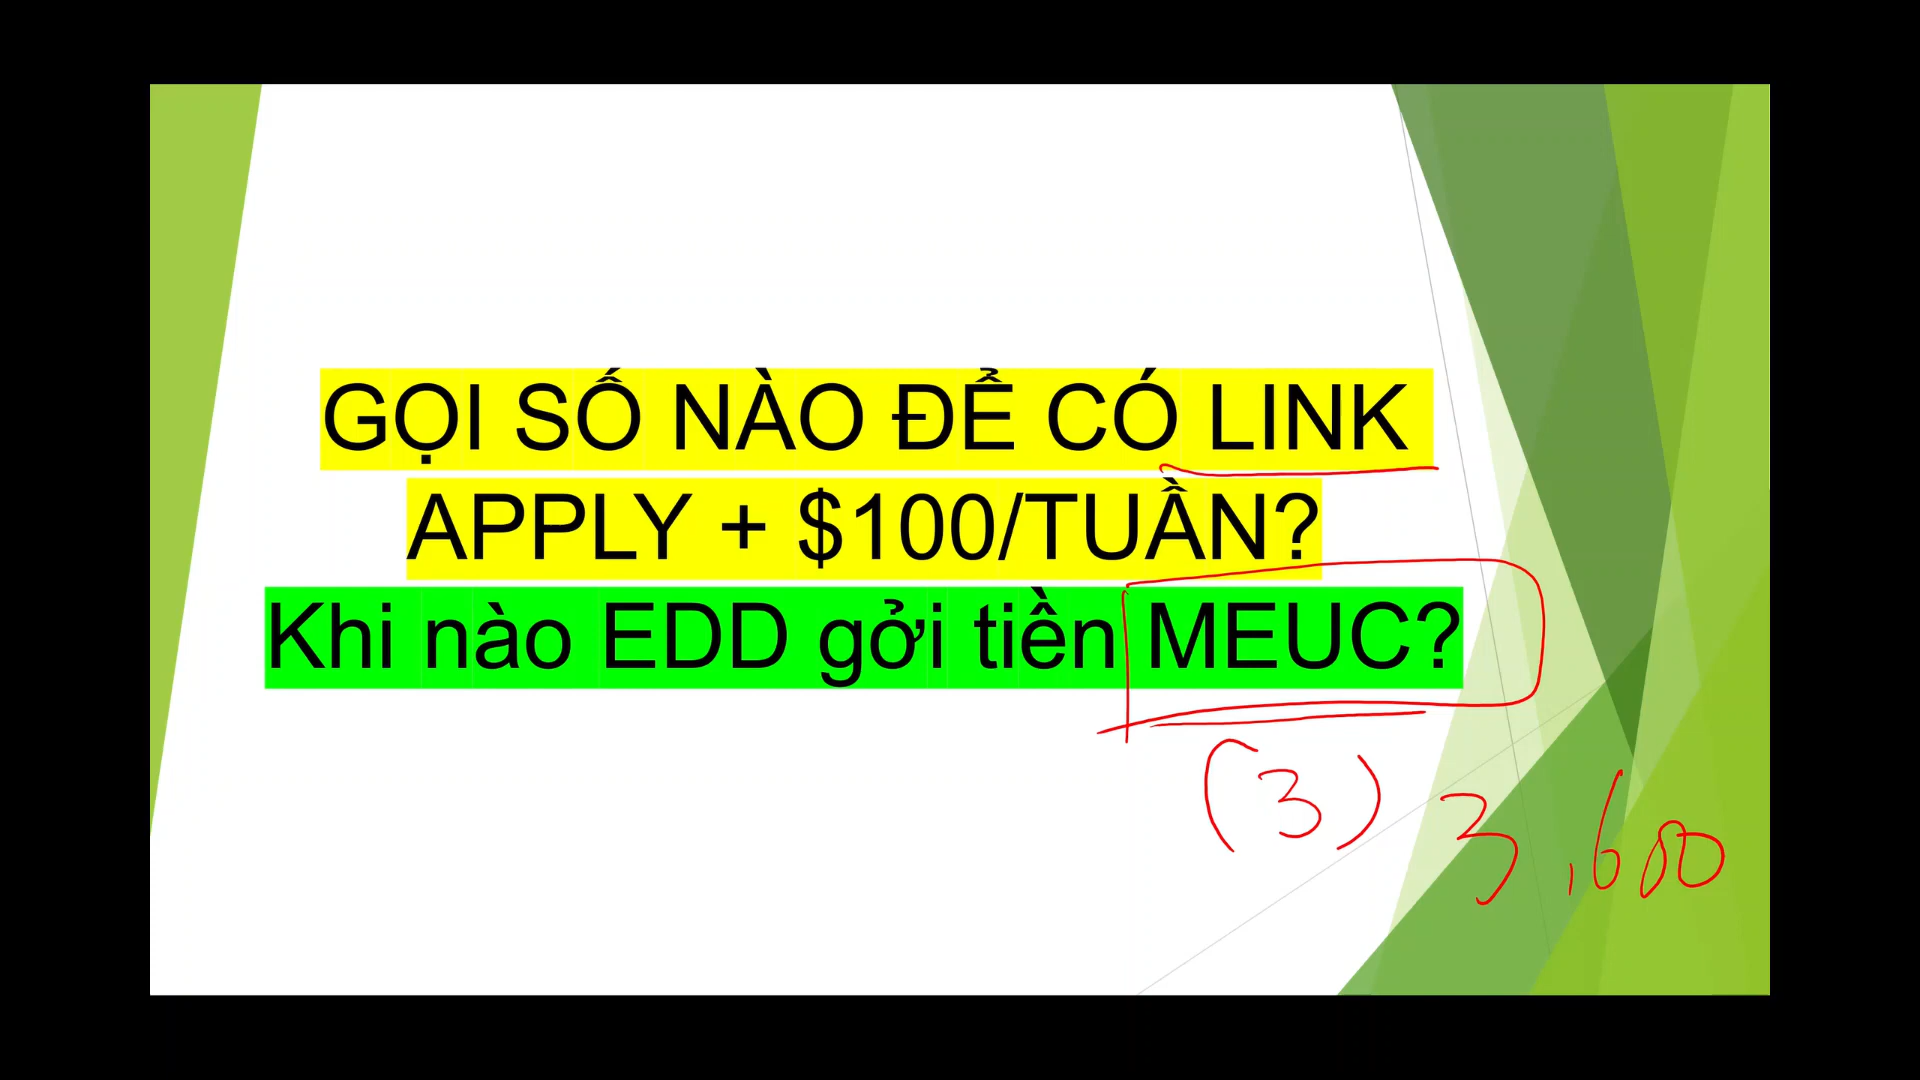 GỌI SỐ NÀO ĐỂ CÓ LINK
APPLY + $100/TUẦN?
Khi nào EDD gởi tiền MEUC?
(3) 3,600